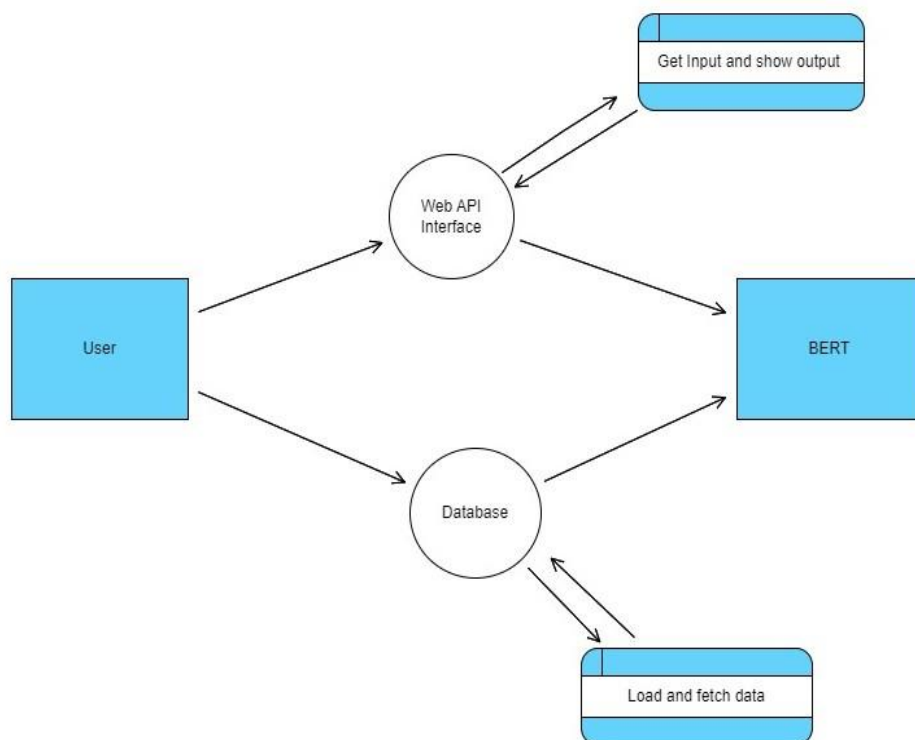 Get Input and show output
Web API
Interface
User
BERT
Database
Load and fetch data